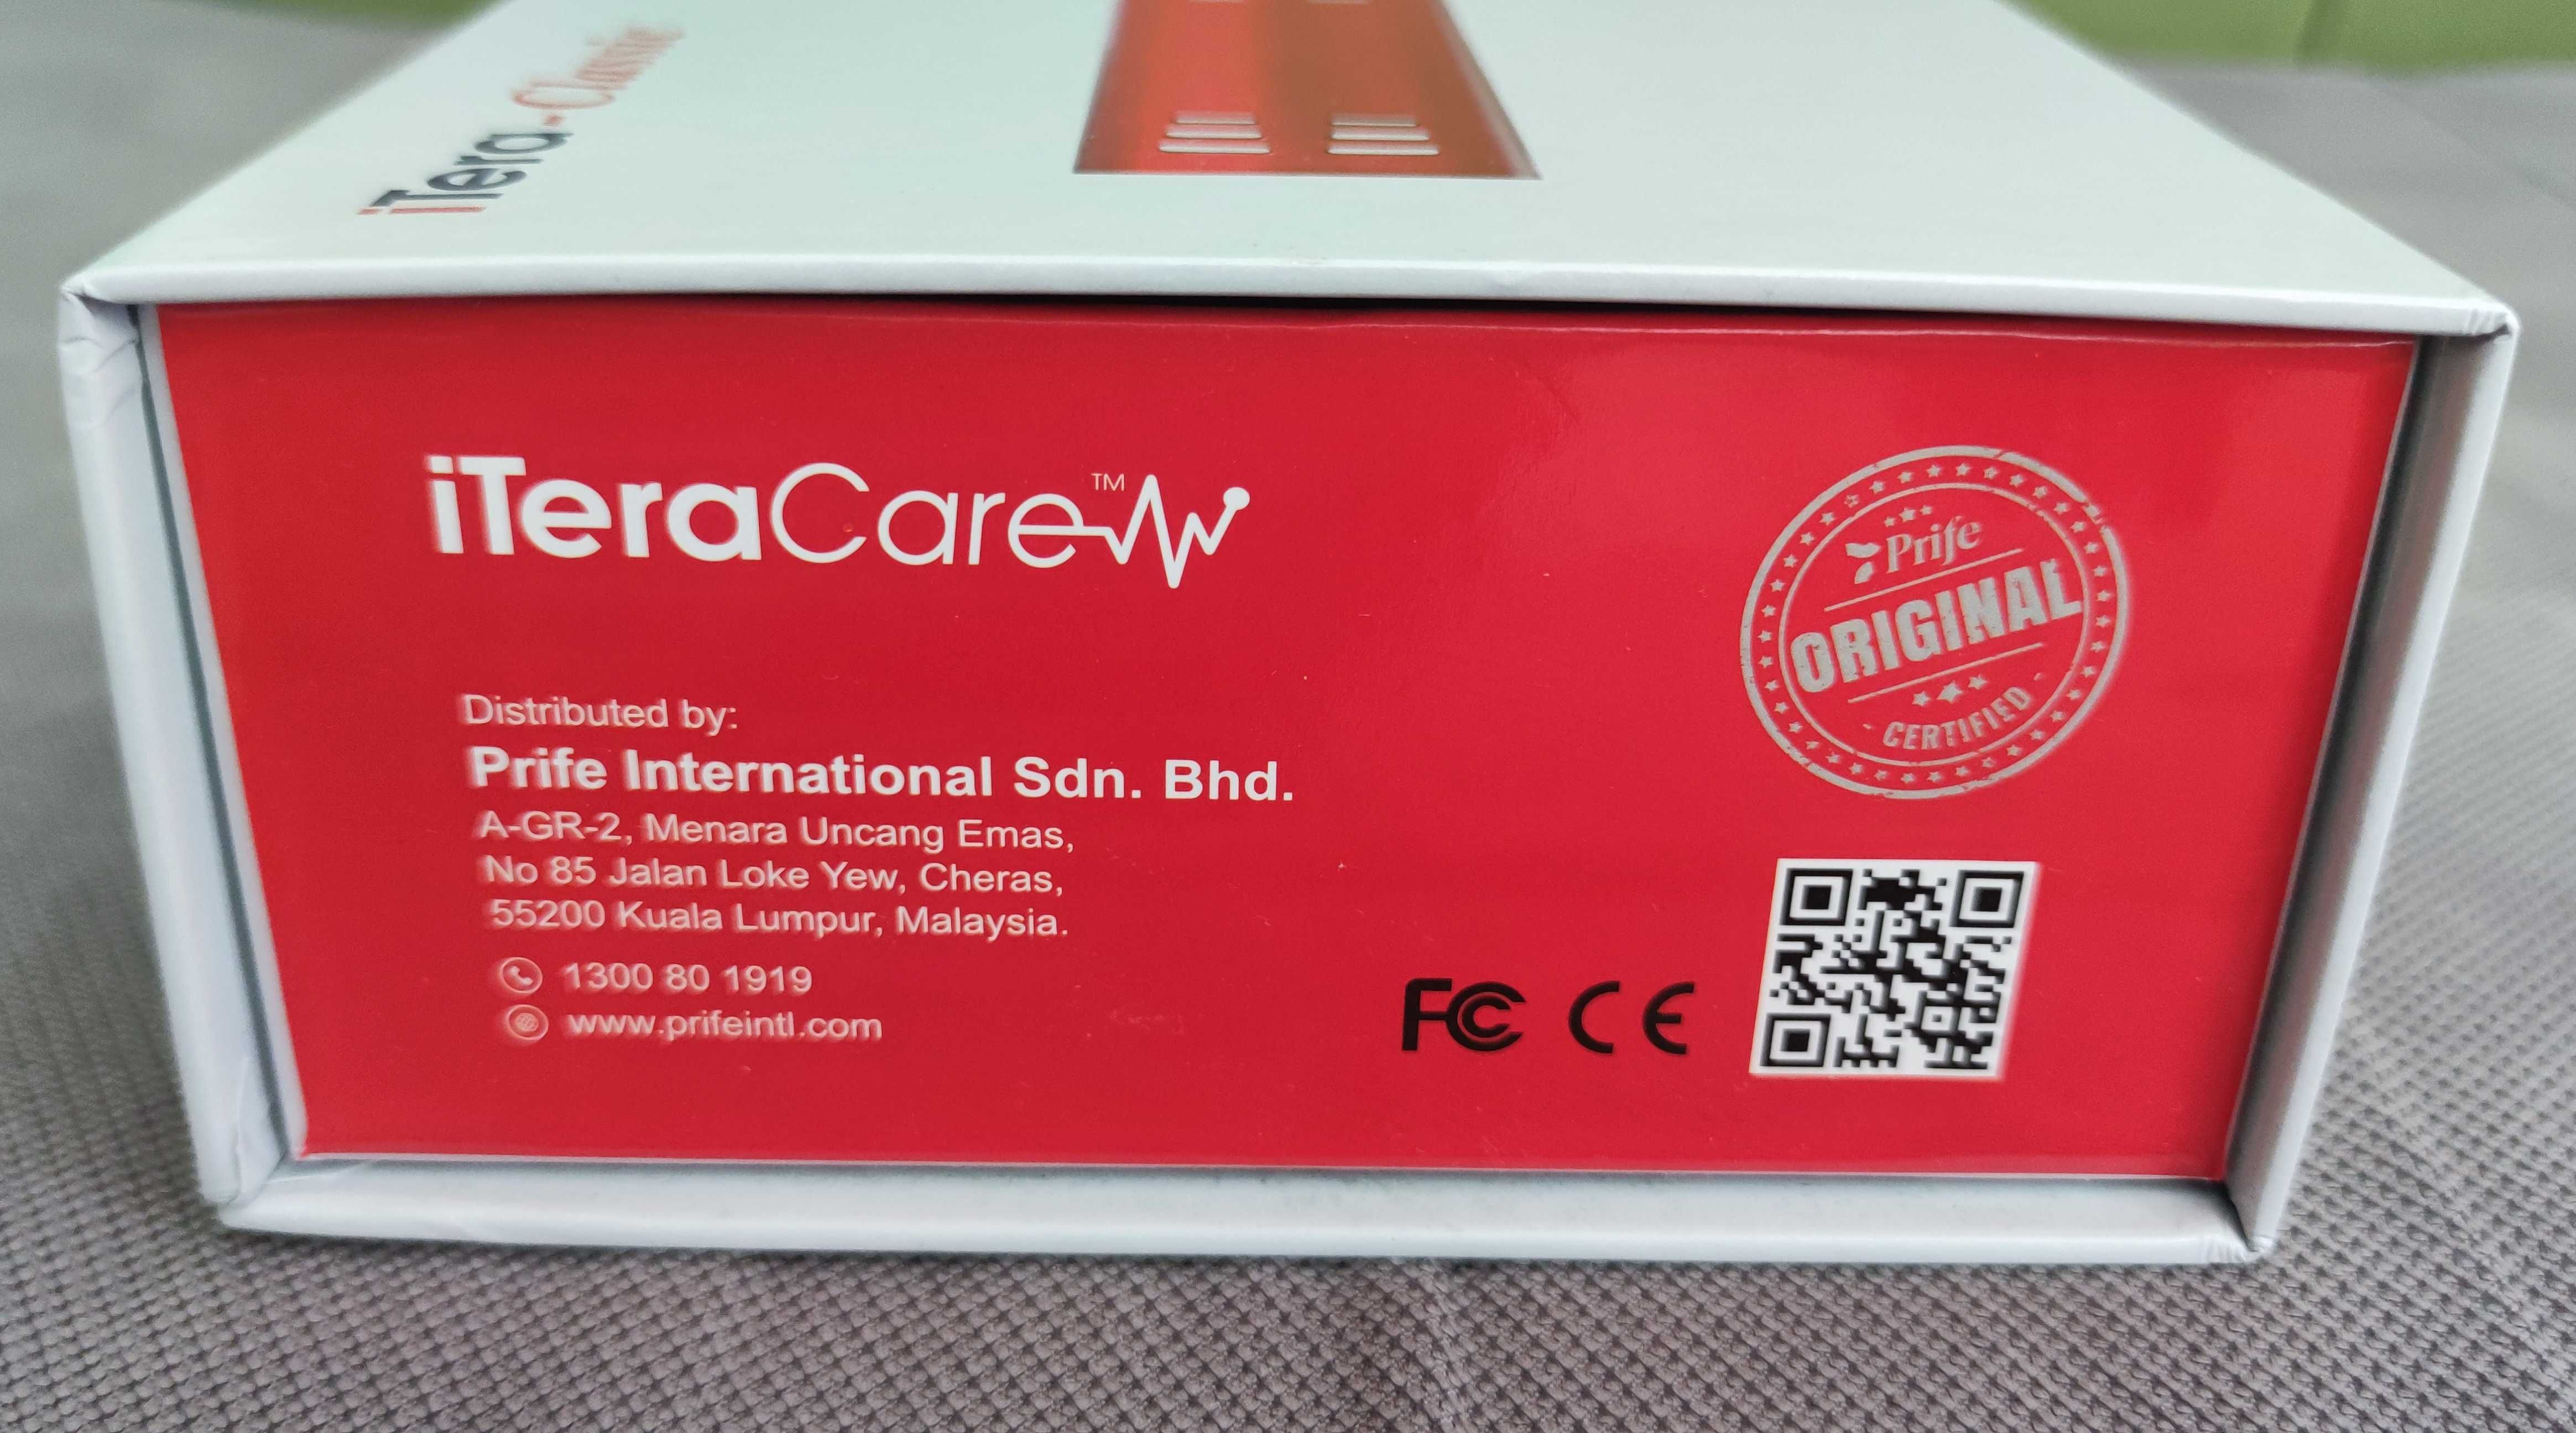 iTera-Classic
iTeraCare™
Distributed by:
Prife International Sdn. Bhd.
A-GR-2, Menara Uncang Emas,
No 85 Jalan Loke Yew, Cheras,
55200 Kuala Lumpur, Malaysia.
1300 80 1919
www.prifeintl.com
Prife
ORIGINAL
- CERTIFIED -
FC CE